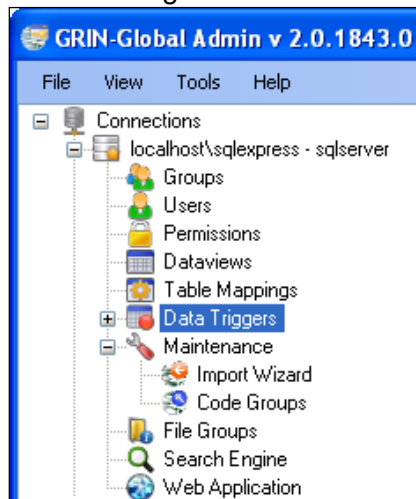 GRIN-Global Admin v 2.0.1843.0
File View Tools Help
Connections
localhost\sqlexpress - sqlserver
Groups
Users
Permissions
Dataviews
Table Mappings
Data Triggers
Maintenance
Import Wizard
Code Groups
File Groups
Search Engine
Web Application